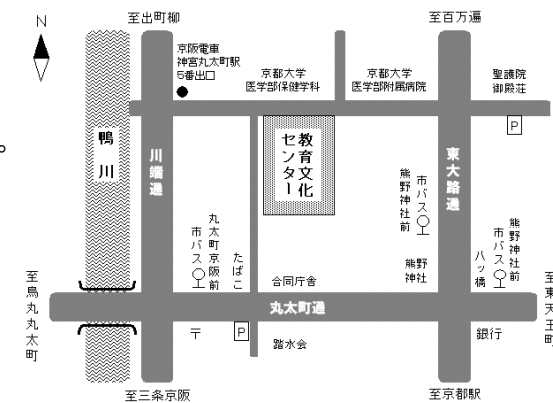 N
至出町柳
至百万遍
京阪電車
神宮丸太町駅
5番出口
京都大学
医学部保健学科
京都大学
医学部附属病院
聖護院
御殿荘
P
鴨川
川端通
教育文化
センター
東大路通
熊野神社前
市バス
丸太町京阪前
市バス
たばこ
合同庁舎
熊野
神社
八ッ橋
市バス
熊野神社前
至烏丸丸太町
丸太町通
至東天王町
〒
P
踏水会
銀行
至三条京阪
至京都駅